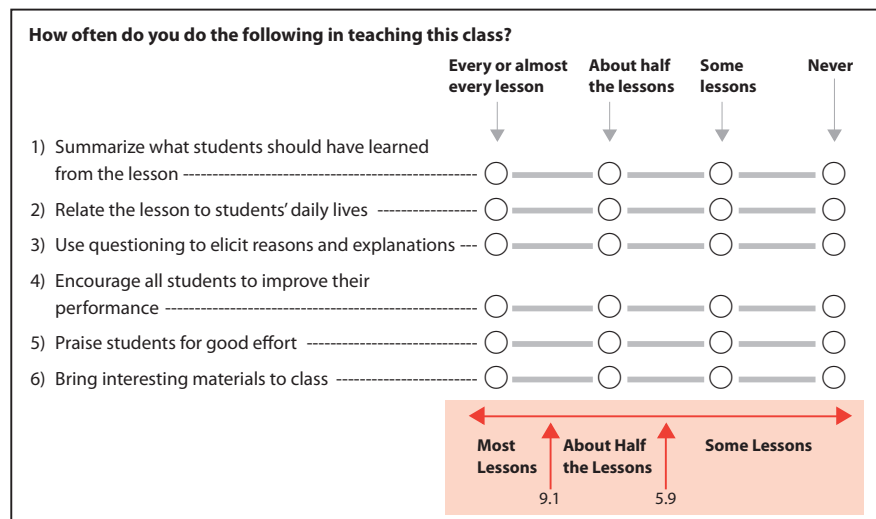 How often do you do the following in teaching this class?
Every or almost
every lesson
About half
the lessons
Some
lessons
Never
1) Summarize what students should have learned
from the lesson
2) Relate the lesson to students' daily lives
3) Use questioning to elicit reasons and explanations
4) Encourage all students to improve their
performance
5) Praise students for good effort
6) Bring interesting materials to class
Most
Lessons
About Half
the Lessons
Some Lessons
9.1
5.9